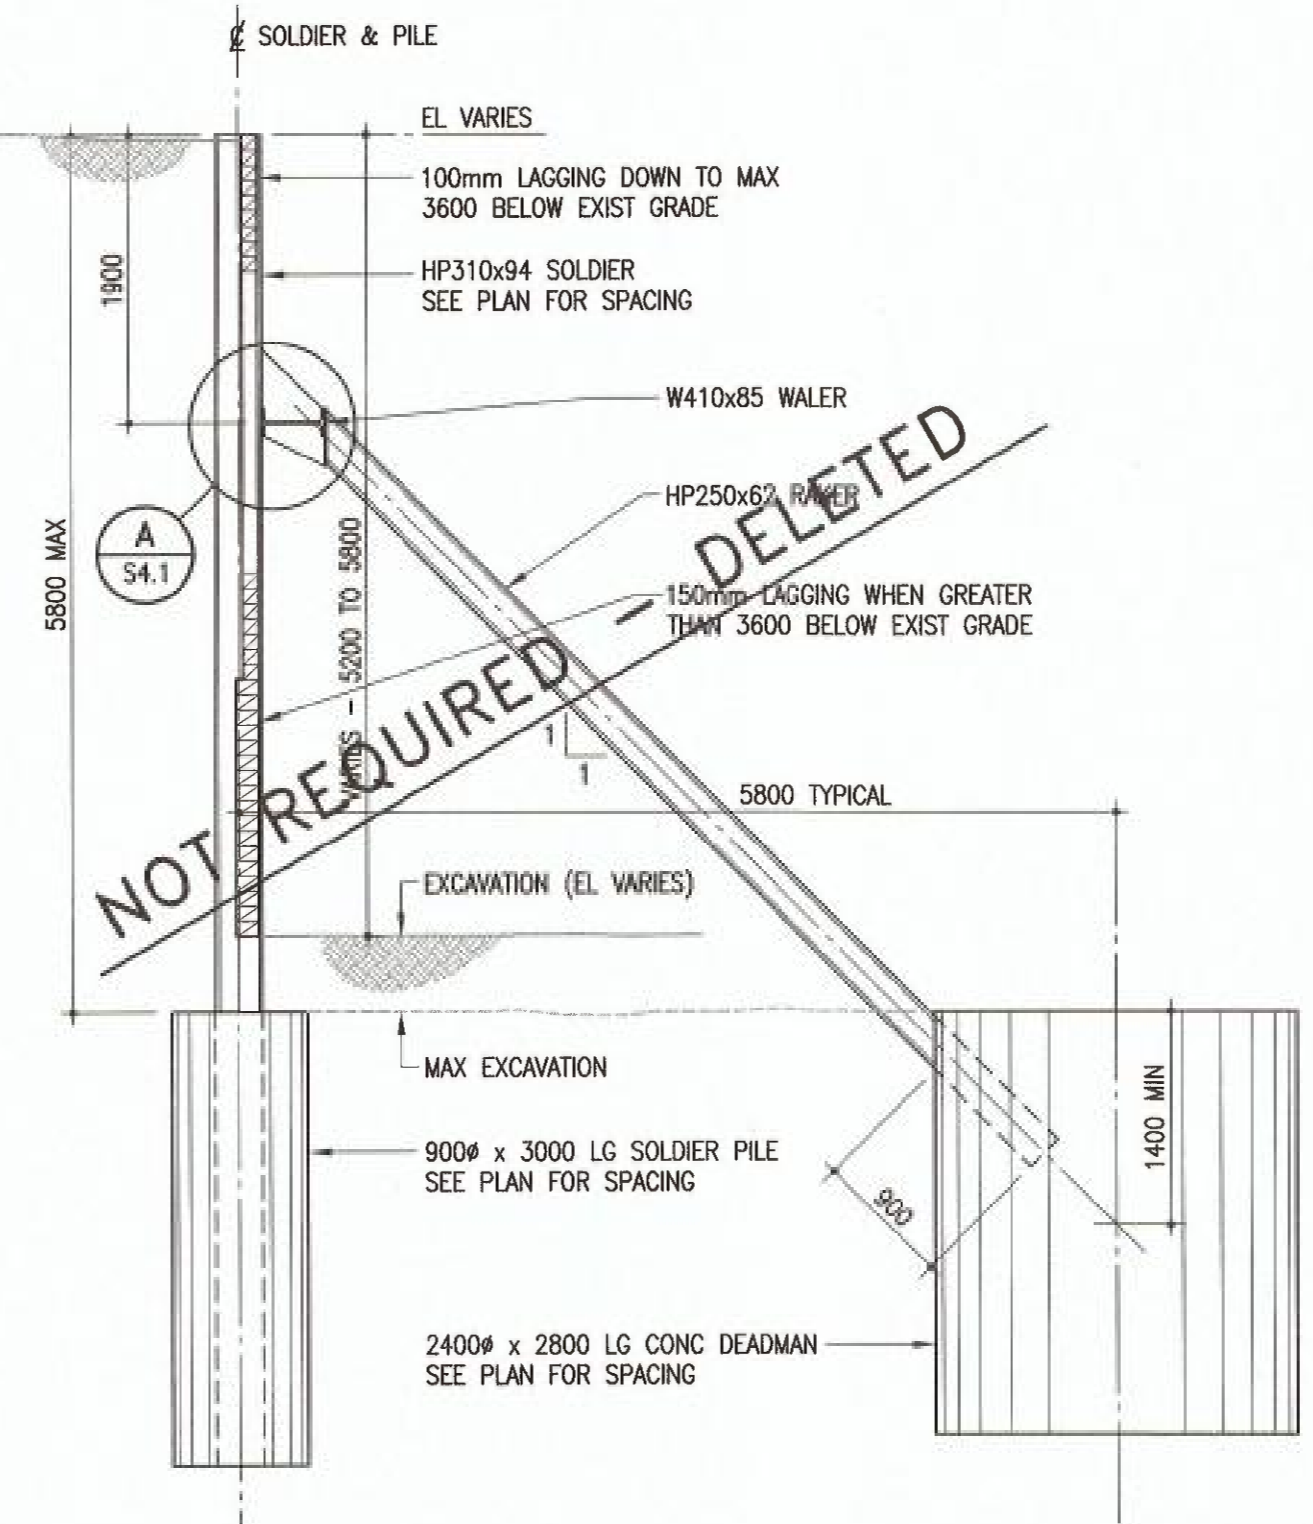 ℄ SOLDIER & PILE
EL VARIES
100mm LAGGING DOWN TO MAX
3600 BELOW EXIST GRADE
1900
HP310x94 SOLDIER
SEE PLAN FOR SPACING
W410x85 WALER
HP250x62 RAKER
A
S4.1
5800 MAX
VARIES - 5200 TO 5800
150mm LAGGING WHEN GREATER
THAN 3600 BELOW EXIST GRADE
NOT REQUIRED - DELETED
1
1
5800 TYPICAL
EXCAVATION (EL VARIES)
MAX EXCAVATION
1400 MIN
900ø x 3000 LG SOLDIER PILE
SEE PLAN FOR SPACING
900
2400ø x 2800 LG CONC DEADMAN
SEE PLAN FOR SPACING